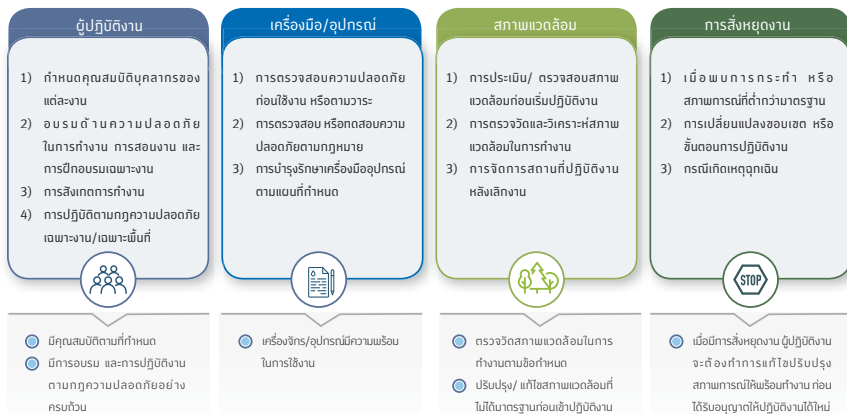 ผู้ปฏิบัติงาน
1) กำหนดคุณสมบัติบุคลากรของ
แต่ละงาน
2) อบรมด้านความปลอดภัย
ในการทำงาน การสอนงาน และ
การฝึกอบรมเฉพาะงาน
3) การสังเกตการทำงาน
4) การปฏิบัติตามกฎความปลอดภัย
เฉพาะงาน/เฉพาะพื้นที่
มีคุณสมบัติตามที่กำหนด
มีการอบรม และการปฏิบัติงาน
ตามกฎความปลอดภัยอย่าง
ครบถ้วน
เครื่องมือ/อุปกรณ์
1) การตรวจสอบความปลอดภัย
ก่อนใช้งาน หรือตามวาระ
2) การตรวจสอบ หรือทดสอบความ
ปลอดภัยตามกฎหมาย
3) การบำรุงรักษาเครื่องมืออุปกรณ์
ตามแผนที่กำหนด
เครื่องจักร/อุปกรณ์มีความพร้อม
ในการใช้งาน
สภาพแวดล้อม
1) การประเมิน/ ตรวจสอบสภาพ
แวดล้อมก่อนเริ่มปฏิบัติงาน
2) การตรวจวัดและวิเคราะห์สภาพ
แวดล้อมในการทำงาน
3) การจัดการสถานที่ปฏิบัติงาน
หลังเลิกงาน
ตรวจวัดสภาพแวดล้อมในการ
ทำงานตามข้อกำหนด
ปรับปรุง/ แก้ไขสภาพแวดล้อมที่
ไม่ได้มาตรฐานก่อนเข้าปฏิบัติงาน
การสั่งหยุดงาน
1) เมื่อพบการกระทำ หรือ
สภาพการณ์ที่ต่ำกว่ามาตรฐาน
2) การเปลี่ยนแปลงขอบเขต หรือ
ขั้นตอนการปฏิบัติงาน
3) กรณีเกิดเหตุฉุกเฉิน
STOP
เมื่อมีการสั่งหยุดงาน ผู้ปฏิบัติงาน
จะต้องทำการแก้ไขปรับปรุง
สภาพการณ์ให้พร้อมทำงาน ก่อน
ได้รับอนุญาตให้ปฏิบัติงานได้ใหม่